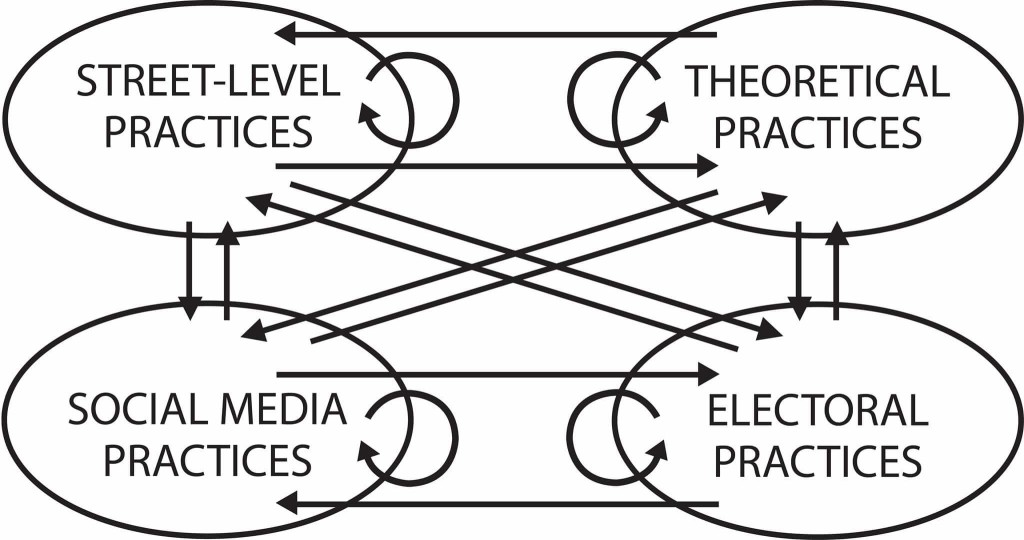 STREET-LEVEL
PRACTICES
THEORETICAL
PRACTICES
SOCIAL MEDIA
PRACTICES
ELECTORAL
PRACTICES